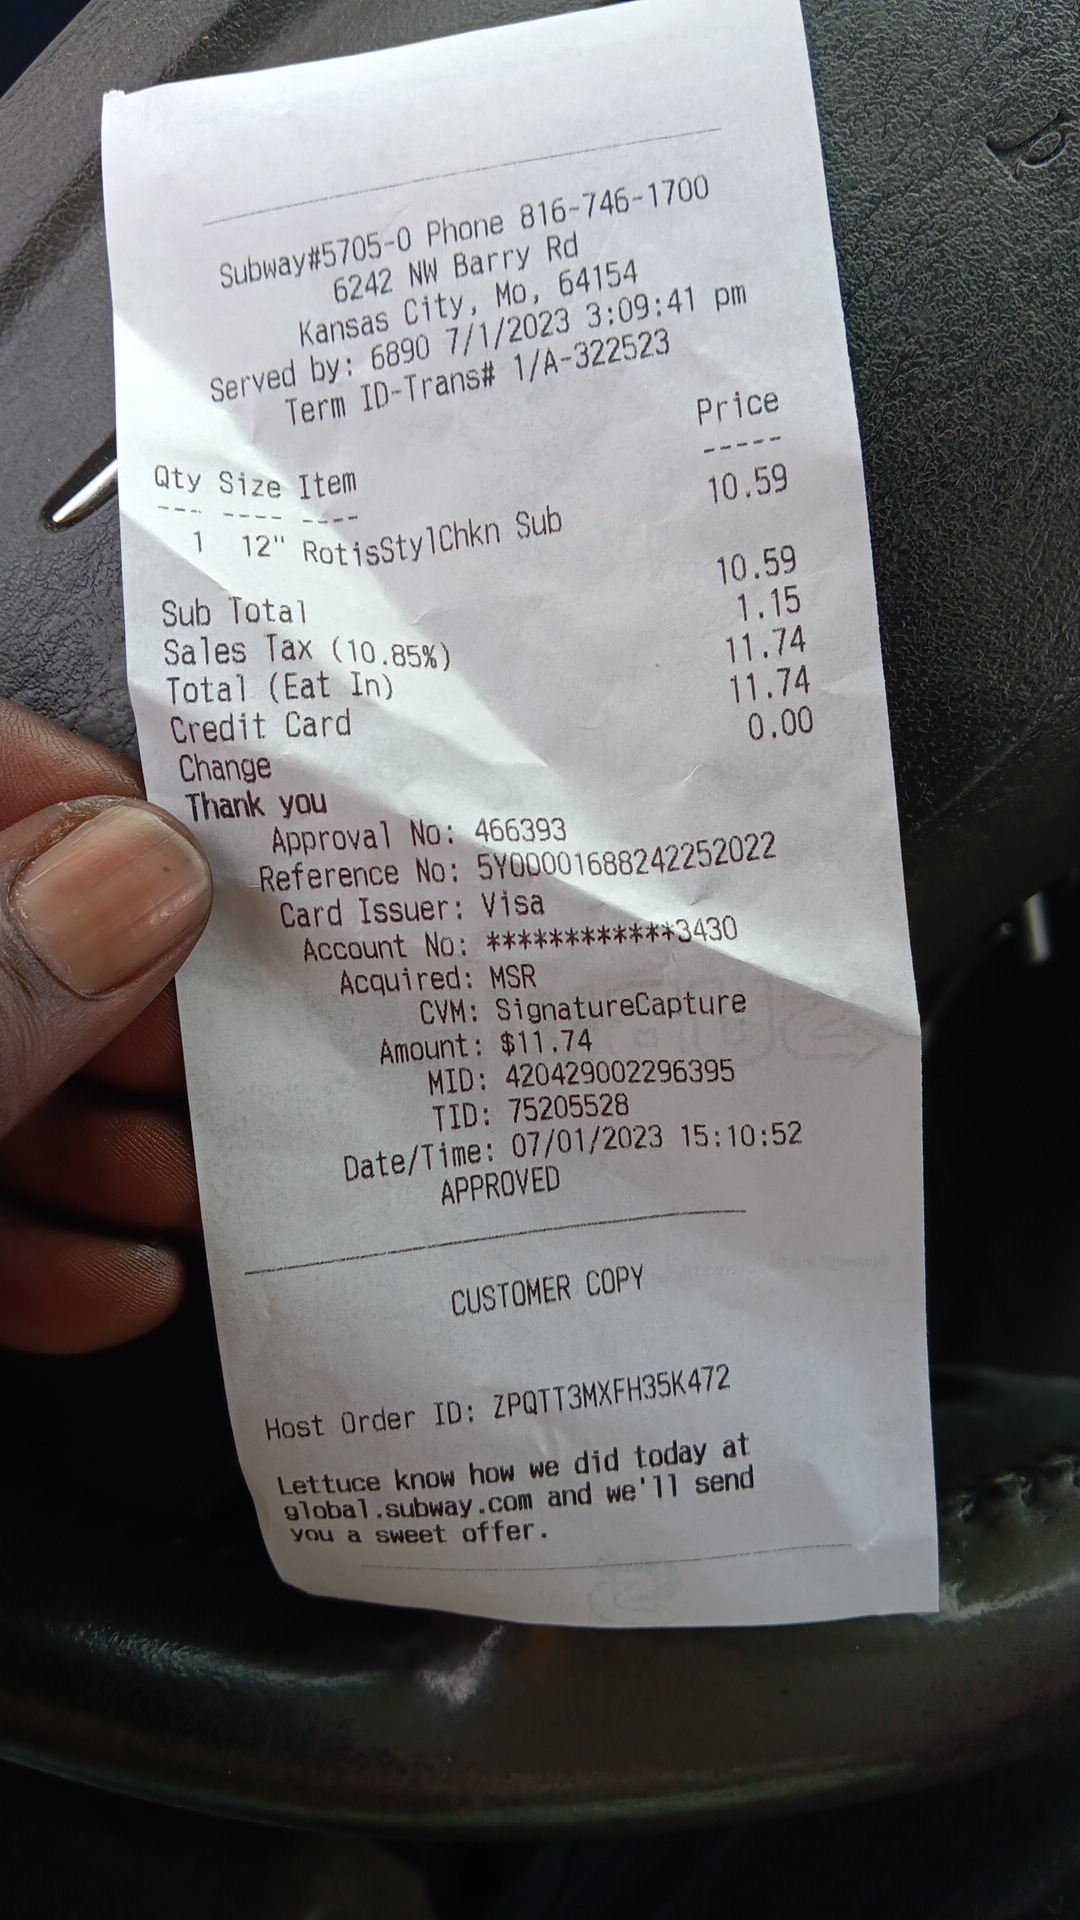 Subway#5705-0 Phone 816-746-1700
6242 NW Barry Rd
Kansas City, Mo, 64154
Served by: 6890 7/1/2023 3:09:41 pm
Term ID-Trans# 1/A-322523
Qty Size Item Price
--- ---- ---- -----
1 12" RotisStylChkn Sub 10.59
Sub Total 10.59
Sales Tax (10.85%) 1.15
Total (Eat In) 11.74
Credit Card 11.74
Change 0.00
Thank you
Approval No: 466393
Reference No: 5Y00001688242252022
Card Issuer: Visa
Account No: ************3430
Acquired: MSR
CVM: SignatureCapture
Amount: $11.74
MID: 420429002296395
TID: 75205528
Date/Time: 07/01/2023 15:10:52
APPROVED
CUSTOMER COPY
Host Order ID: ZPQTT3MXFH35K472
Lettuce know how we did today at
global.subway.com and we'll send
you a sweet offer.